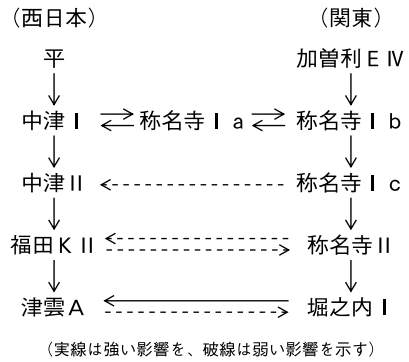 （西日本） （関東）
平 加曽利ＥⅣ
中津Ⅰ 称名寺Ⅰａ 称名寺Ⅰｂ
中津Ⅱ 称名寺Ⅰｃ
福田ＫⅡ 称名寺Ⅱ
津雲Ａ 堀之内Ⅰ
（実線は強い影響を、破線は弱い影響を示す）